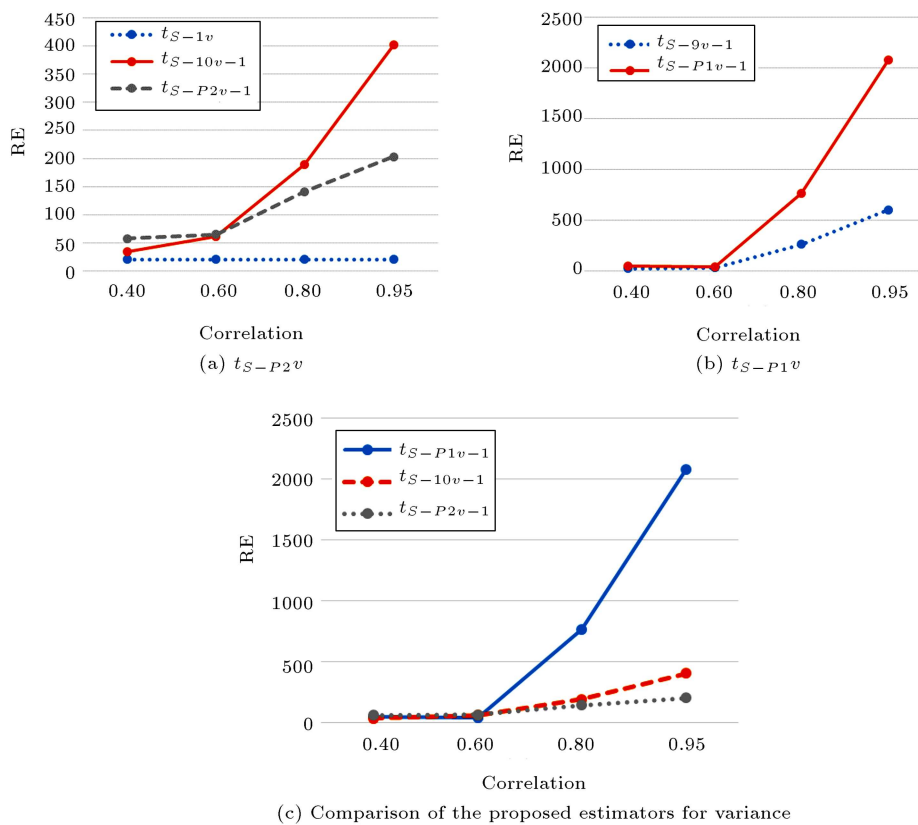 450
400
350
300
250
200
150
100
50
0
RE
t_{S-1v}
t_{S-10v-1}
t_{S-P2v-1}
0.40 0.60 0.80 0.95
Correlation
(a) t_{S-P2}v
2500
2000
1500
1000
500
0
RE
t_{S-9v-1}
t_{S-P1v-1}
0.40 0.60 0.80 0.95
Correlation
(b) t_{S-P1}v
2500
2000
1500
1000
500
0
RE
t_{S-P1v-1}
t_{S-10v-1}
t_{S-P2v-1}
0.40 0.60 0.80 0.95
Correlation
(c) Comparison of the proposed estimators for variance